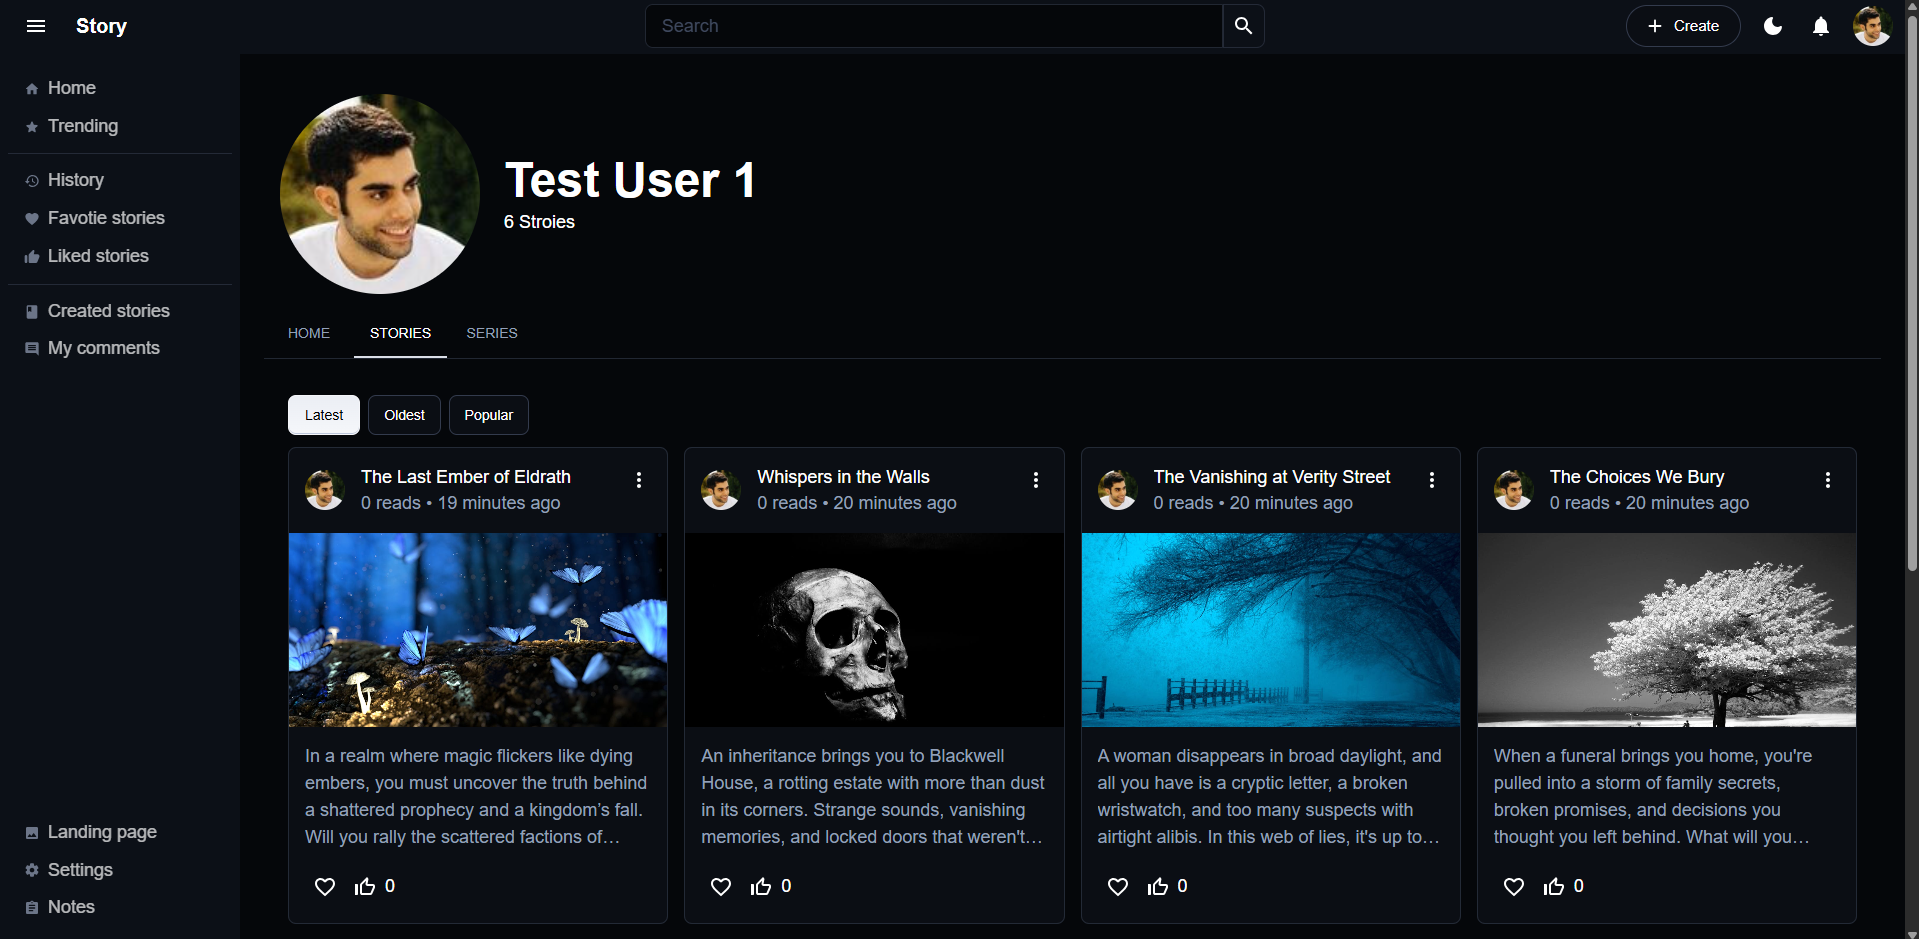 Story
Search
Create
Home
Trending
History
Favotie stories
Liked stories
Created stories
My comments
Landing page
Settings
Notes
Test User 1
6 Stroies
HOME
STORIES
SERIES
Latest
Oldest
Popular
The Last Ember of Eldrath
0 reads • 19 minutes ago
In a realm where magic flickers like dying
embers, you must uncover the truth behind
a shattered prophecy and a kingdom’s fall.
Will you rally the scattered factions of…
0
Whispers in the Walls
0 reads • 20 minutes ago
An inheritance brings you to Blackwell
House, a rotting estate with more than dust
in its corners. Strange sounds, vanishing
memories, and locked doors that weren't…
0
The Vanishing at Verity Street
0 reads • 20 minutes ago
A woman disappears in broad daylight, and
all you have is a cryptic letter, a broken
wristwatch, and too many suspects with
airtight alibis. In this web of lies, it's up to…
0
The Choices We Bury
0 reads • 20 minutes ago
When a funeral brings you home, you're
pulled into a storm of family secrets,
broken promises, and decisions you
thought you left behind. What will you…
0